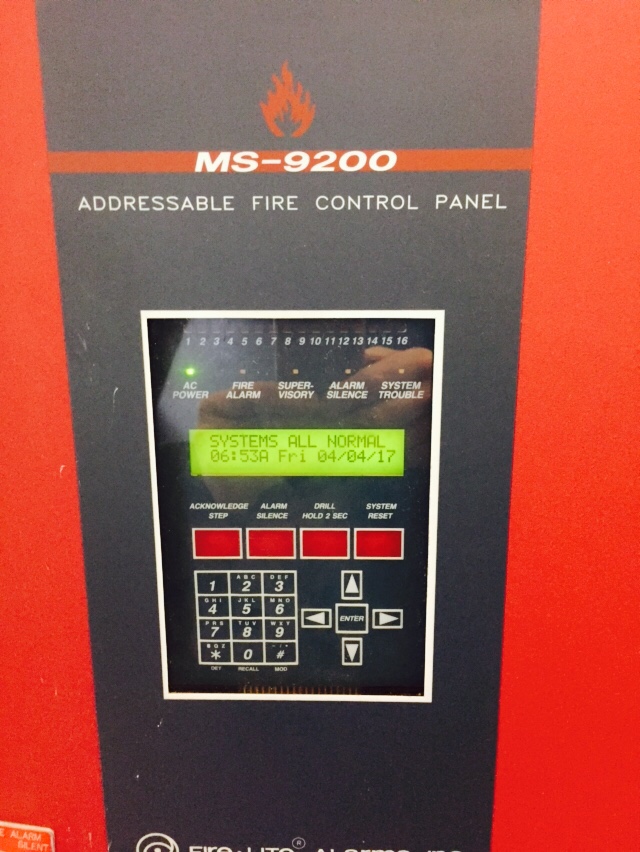 MS-9200
ADDRESSABLE FIRE CONTROL PANEL
1 2 3 4 5 6 7 8 9 10 11 12 13 14 15 16
AC POWER
FIRE ALARM
SUPER-VISORY
ALARM SILENCE
SYSTEM TROUBLE
SYSTEMS ALL NORMAL
06:53A Fri 04/04/17
ACKNOWLEDGE STEP
ALARM SILENCE
DRILL HOLD 2 SEC
SYSTEM RESET
1 ABC 2 DEF 3
GHI 4 JKL 5 MNO 6
PRS 7 TUV 8 WXY 9
* 0 #
RECALL MOD
ENTER
ALARM
SILENT
Fire•Lite® Alarms, Inc